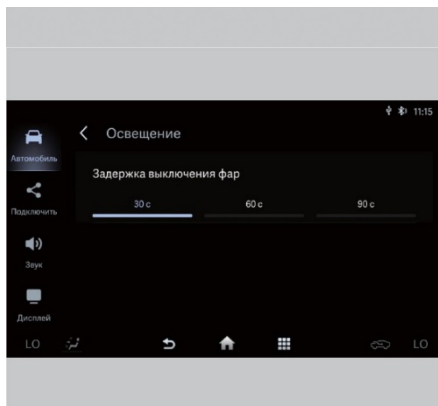 11:15
Освещение
Автомобиль
Задержка выключения фар
30 с 60 с 90 с
Подключить
Звук
Дисплей
LO LO